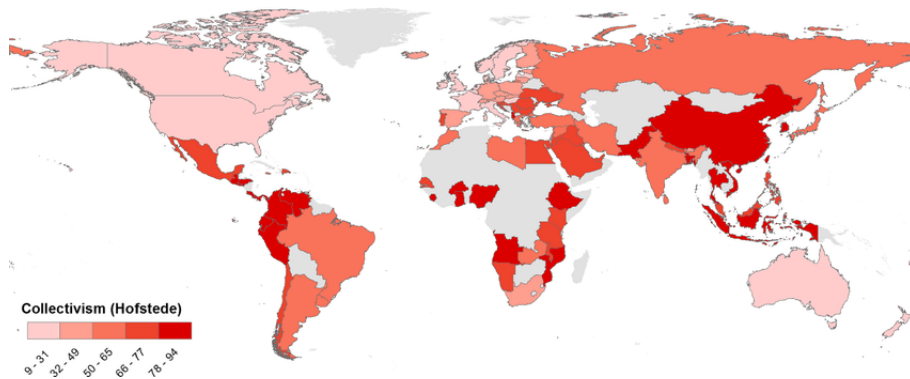 Collectivism (Hofstede)
9 - 31
32 - 49
50 - 65
66 - 77
78 - 94